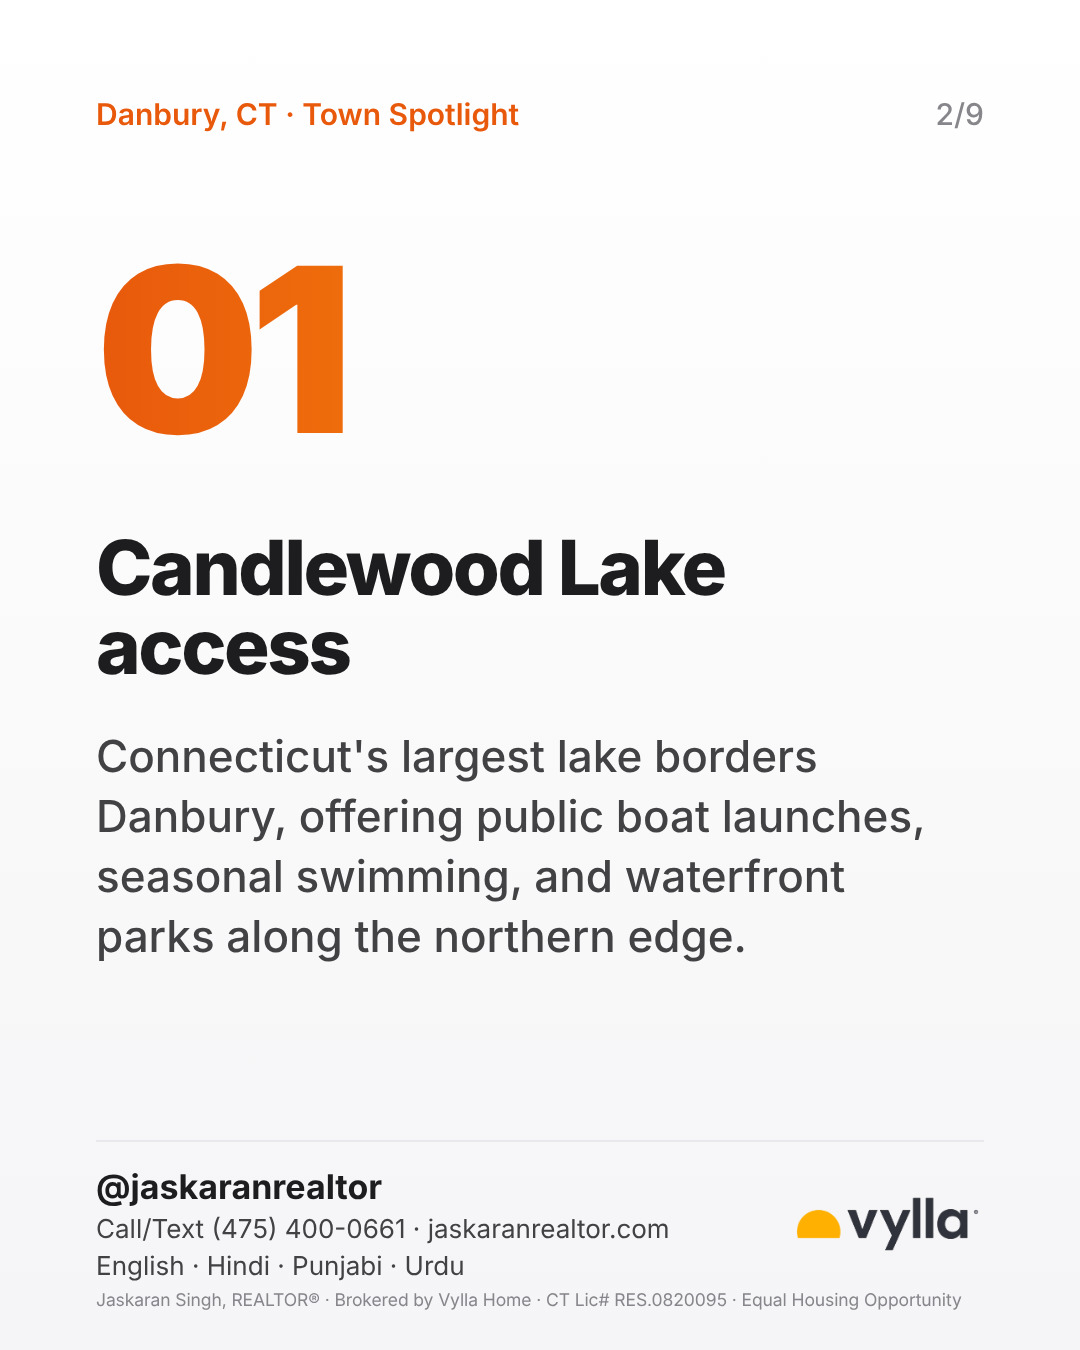 Danbury, CT · Town Spotlight
2/9
01
Candlewood Lake
access
Connecticut's largest lake borders
Danbury, offering public boat launches,
seasonal swimming, and waterfront
parks along the northern edge.
@jaskaranrealtor
Call/Text (475) 400-0661 · jaskaranrealtor.com
English · Hindi · Punjabi · Urdu
Jaskaran Singh, REALTOR® · Brokered by Vylla Home · CT Lic# RES.0820095 · Equal Housing Opportunity
vylla